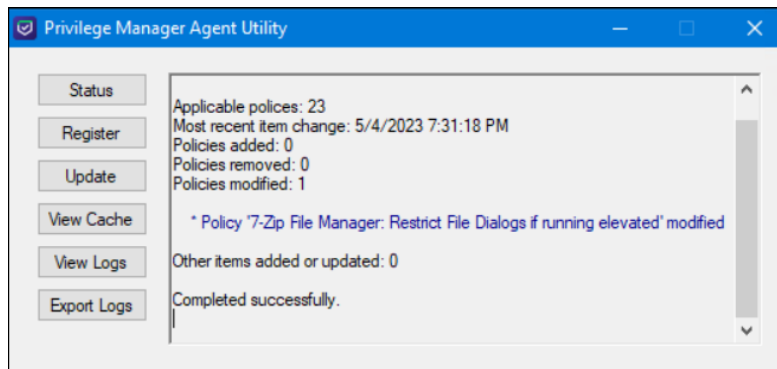 Privilege Manager Agent Utility
Status
Register
Update
View Cache
View Logs
Export Logs
Applicable polices: 23
Most recent item change: 5/4/2023 7:31:18 PM
Policies added: 0
Policies removed: 0
Policies modified: 1
* Policy '7-Zip File Manager: Restrict File Dialogs if running elevated' modified
Other items added or updated: 0
Completed successfully.